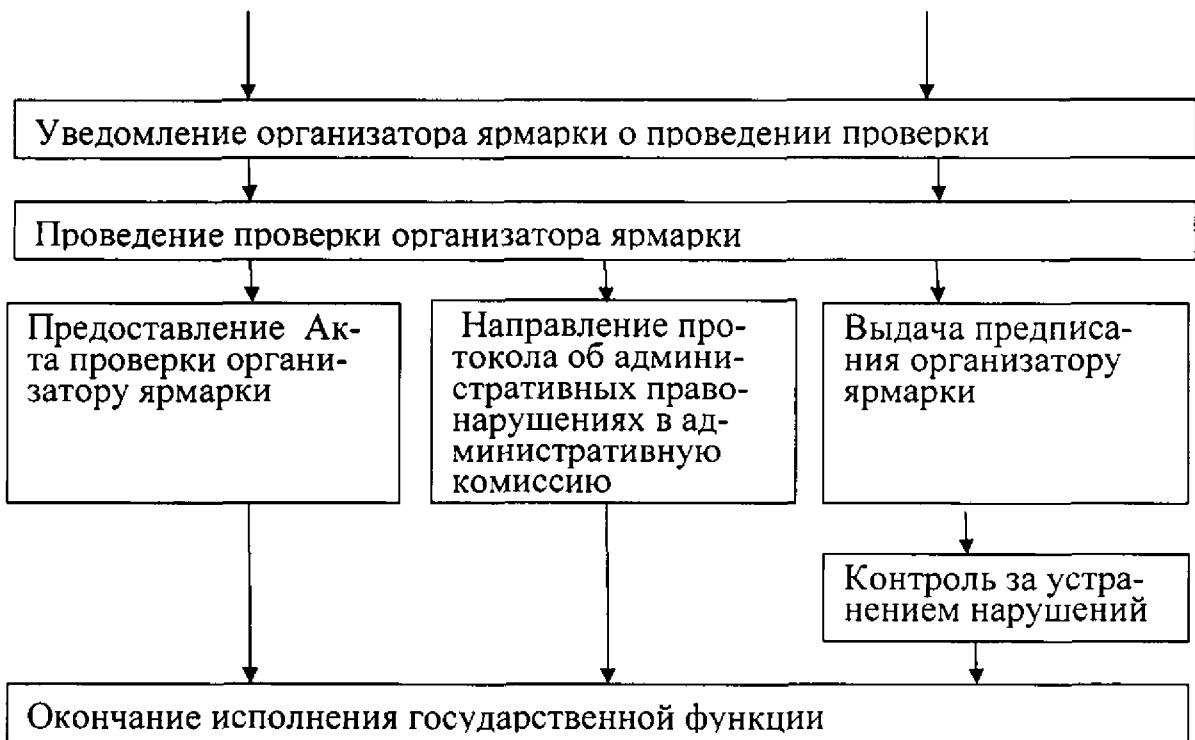 Уведомление организатора ярмарки о проведении проверки
Проведение проверки организатора ярмарки
Предоставление Ак-
та проверки органи-
затору ярмарки
Направление про-
токола об админи-
стративных право-
нарушениях в ад-
министративную
комиссию
Выдача предписа-
ния организатору
ярмарки
Контроль за устра-
нением нарушений
Окончание исполнения государственной функции